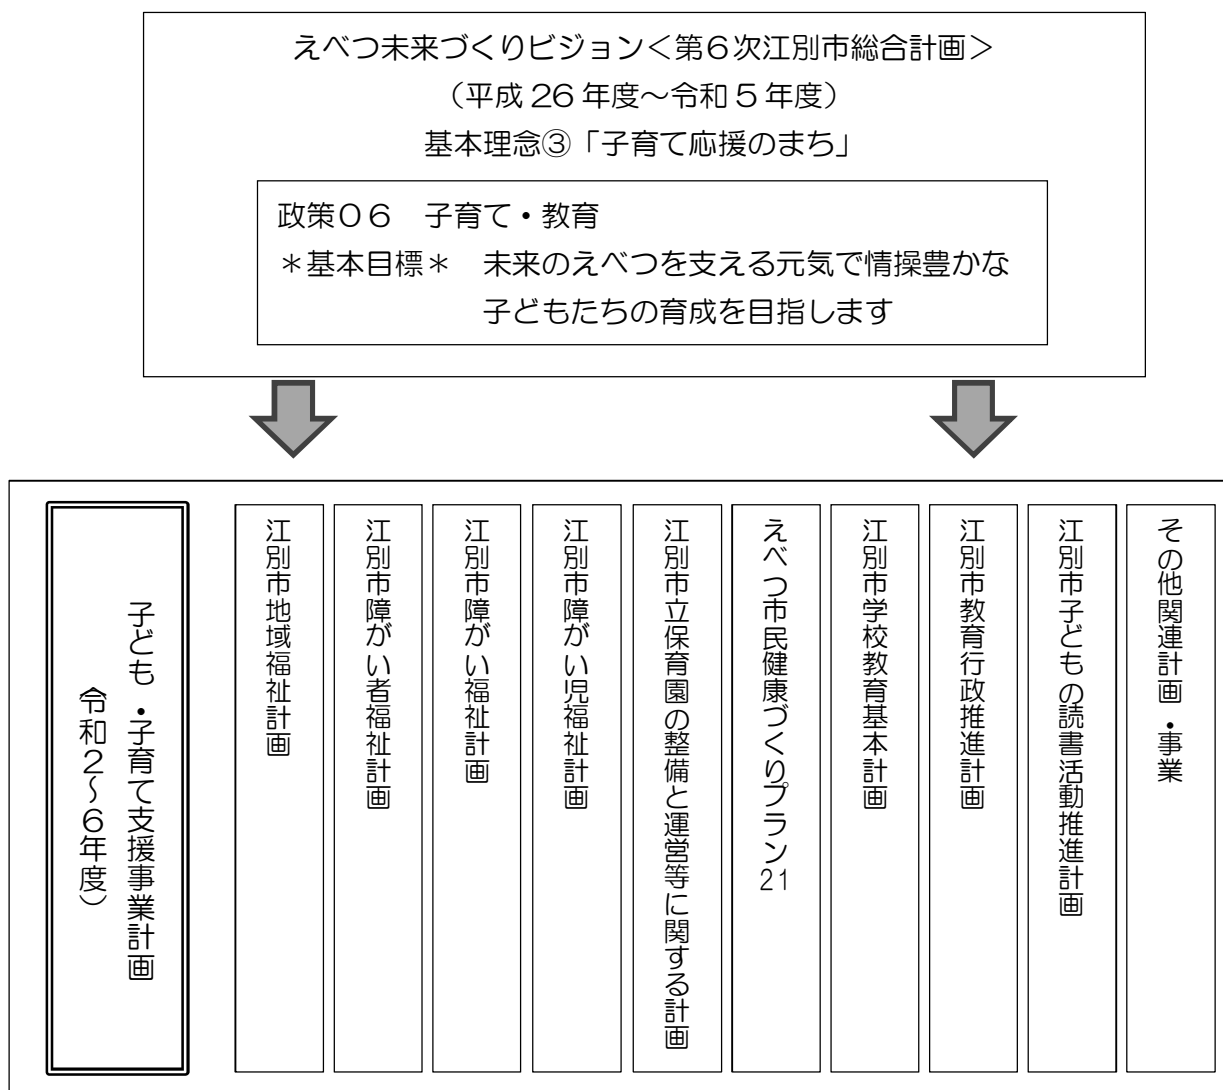 えべつ未来づくりビジョン＜第６次江別市総合計画＞
（平成 26 年度～令和 5 年度）
基本理念③「子育て応援のまち」
政策０６　子育て・教育
＊基本目標＊　未来のえべつを支える元気で情操豊かな
子どもたちの育成を目指します
子ども・子育て支援事業計画
令和２～６年度）
江別市地域福祉計画
江別市障がい者福祉計画
江別市障がい福祉計画
江別市障がい児福祉計画
江別市立保育園の整備と運営等に関する計画
えべつ市民健康づくりプラン21
江別市学校教育基本計画
江別市教育行政推進計画
江別市子どもの読書活動推進計画
その他関連計画・事業